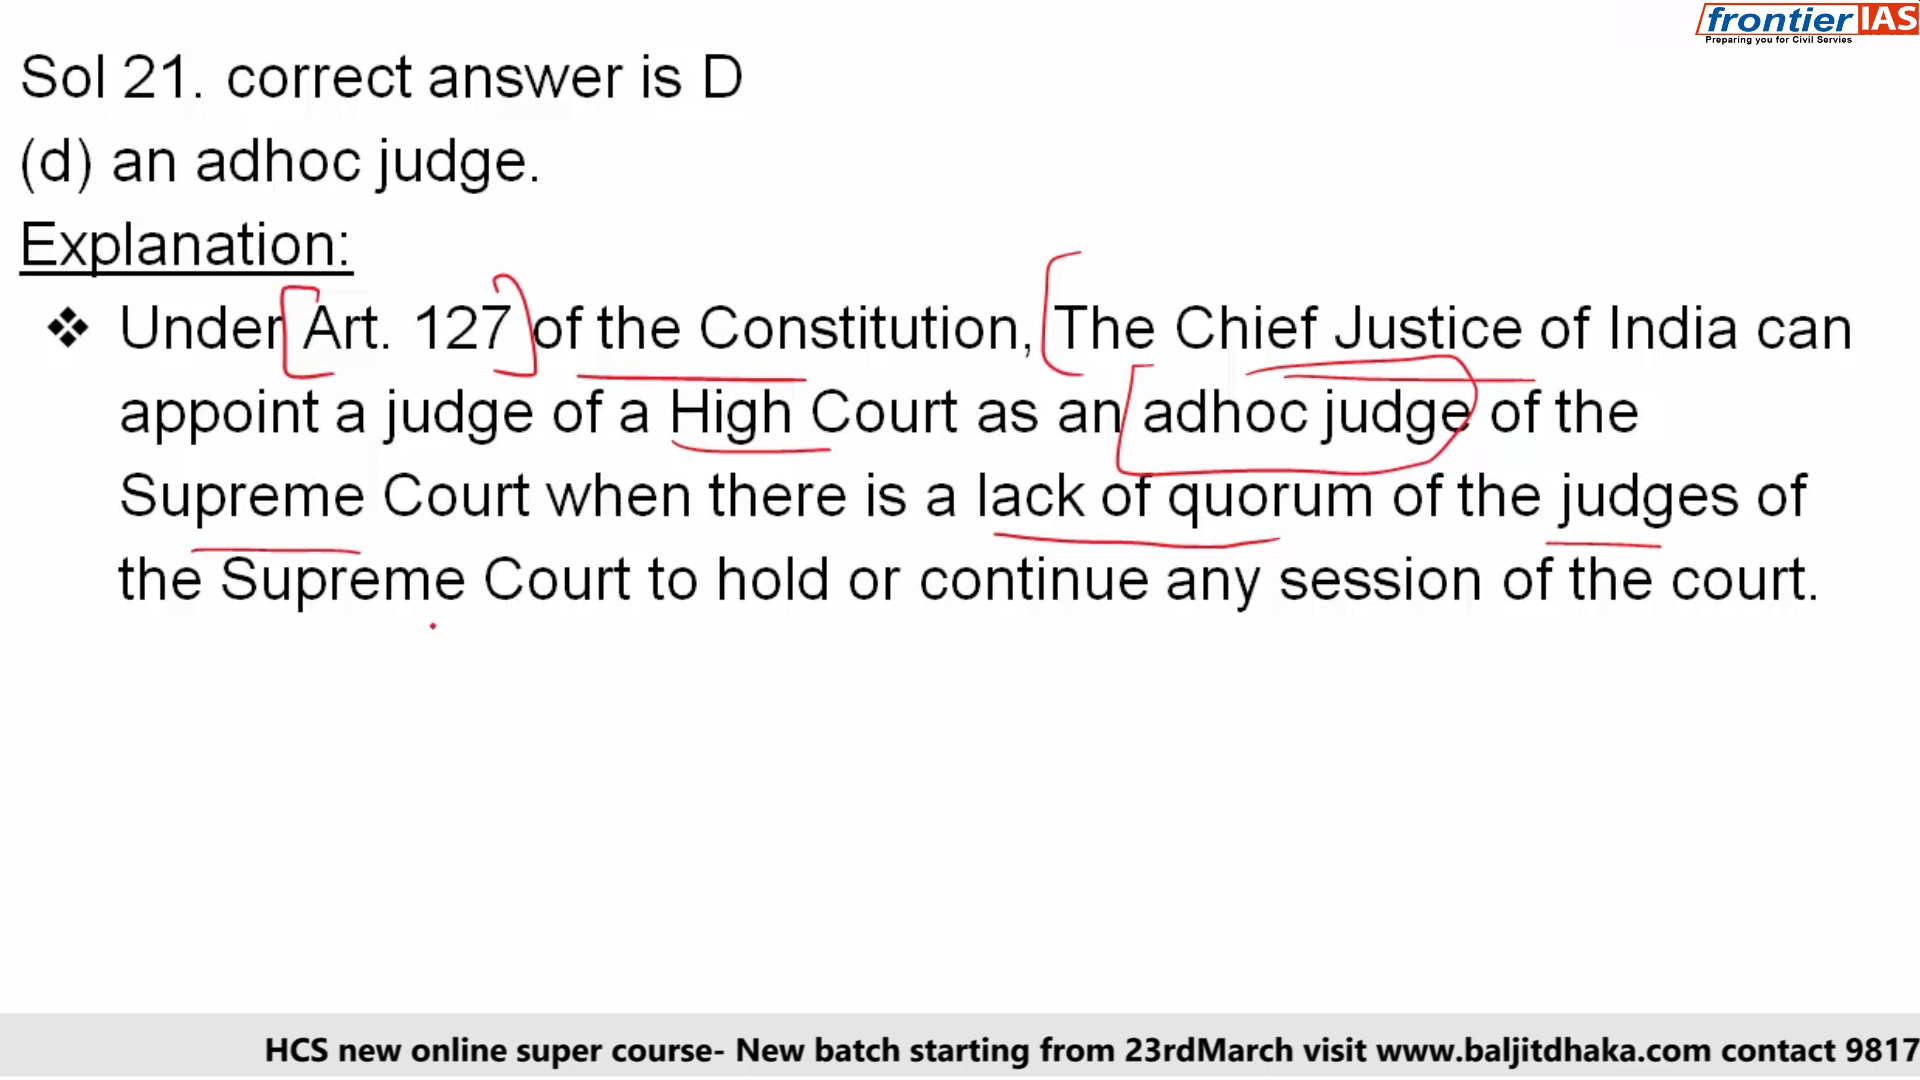 frontier IAS
Preparing you for Civil Servies
Sol 21. correct answer is D
(d) an adhoc judge.
Explanation:
❖ Under Art. 127 of the Constitution, The Chief Justice of India can
appoint a judge of a High Court as an adhoc judge of the
Supreme Court when there is a lack of quorum of the judges of
the Supreme Court to hold or continue any session of the court.
HCS new online super course- New batch starting from 23rdMarch visit www.baljitdhaka.com contact 9817